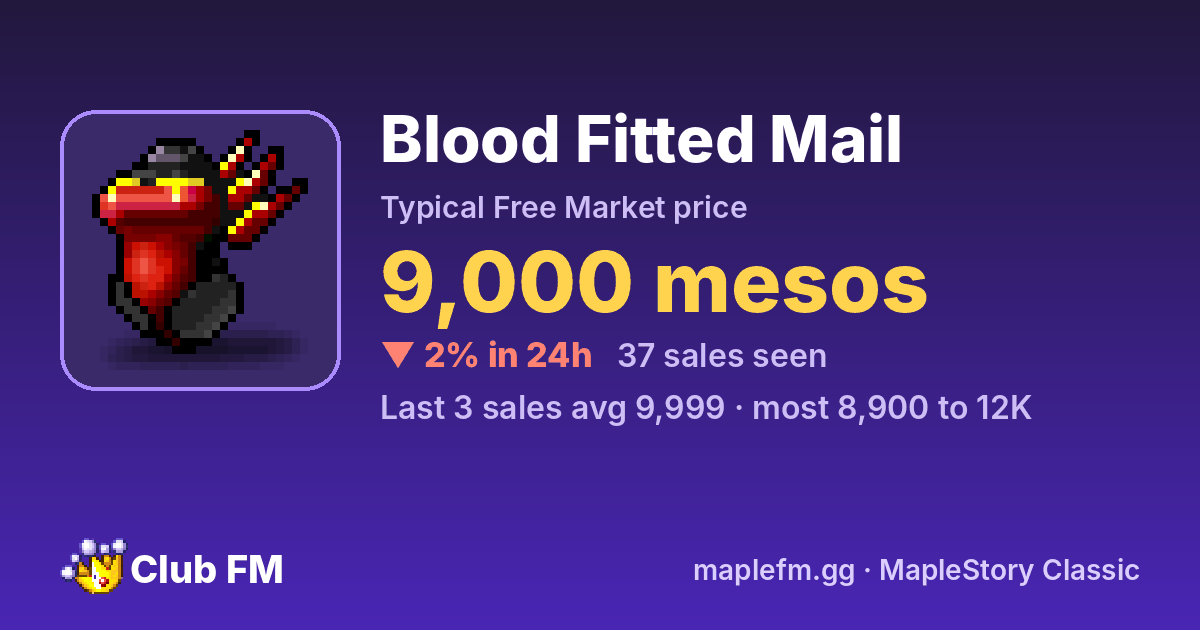 Blood Fitted Mail
Typical Free Market price
9,000 mesos
▼ 2% in 24h 37 sales seen
Last 3 sales avg 9,999 · most 8,900 to 12K
Club FM
maplefm.gg · MapleStory Classic